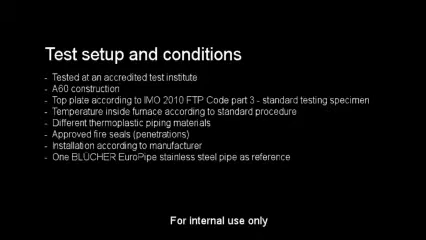 Test setup and conditions
- Tested at an accredited test institute
- A60 construction
- Top plate according to IMO 2010 FTP Code part 3 - standard testing specimen
- Temperature inside furnace according to standard procedure
- Different thermoplastic piping materials
- Approved fire seals (penetrations)
- Installation according to manufacturer
- One BLÜCHER EuroPipe stainless steel pipe as reference
For internal use only